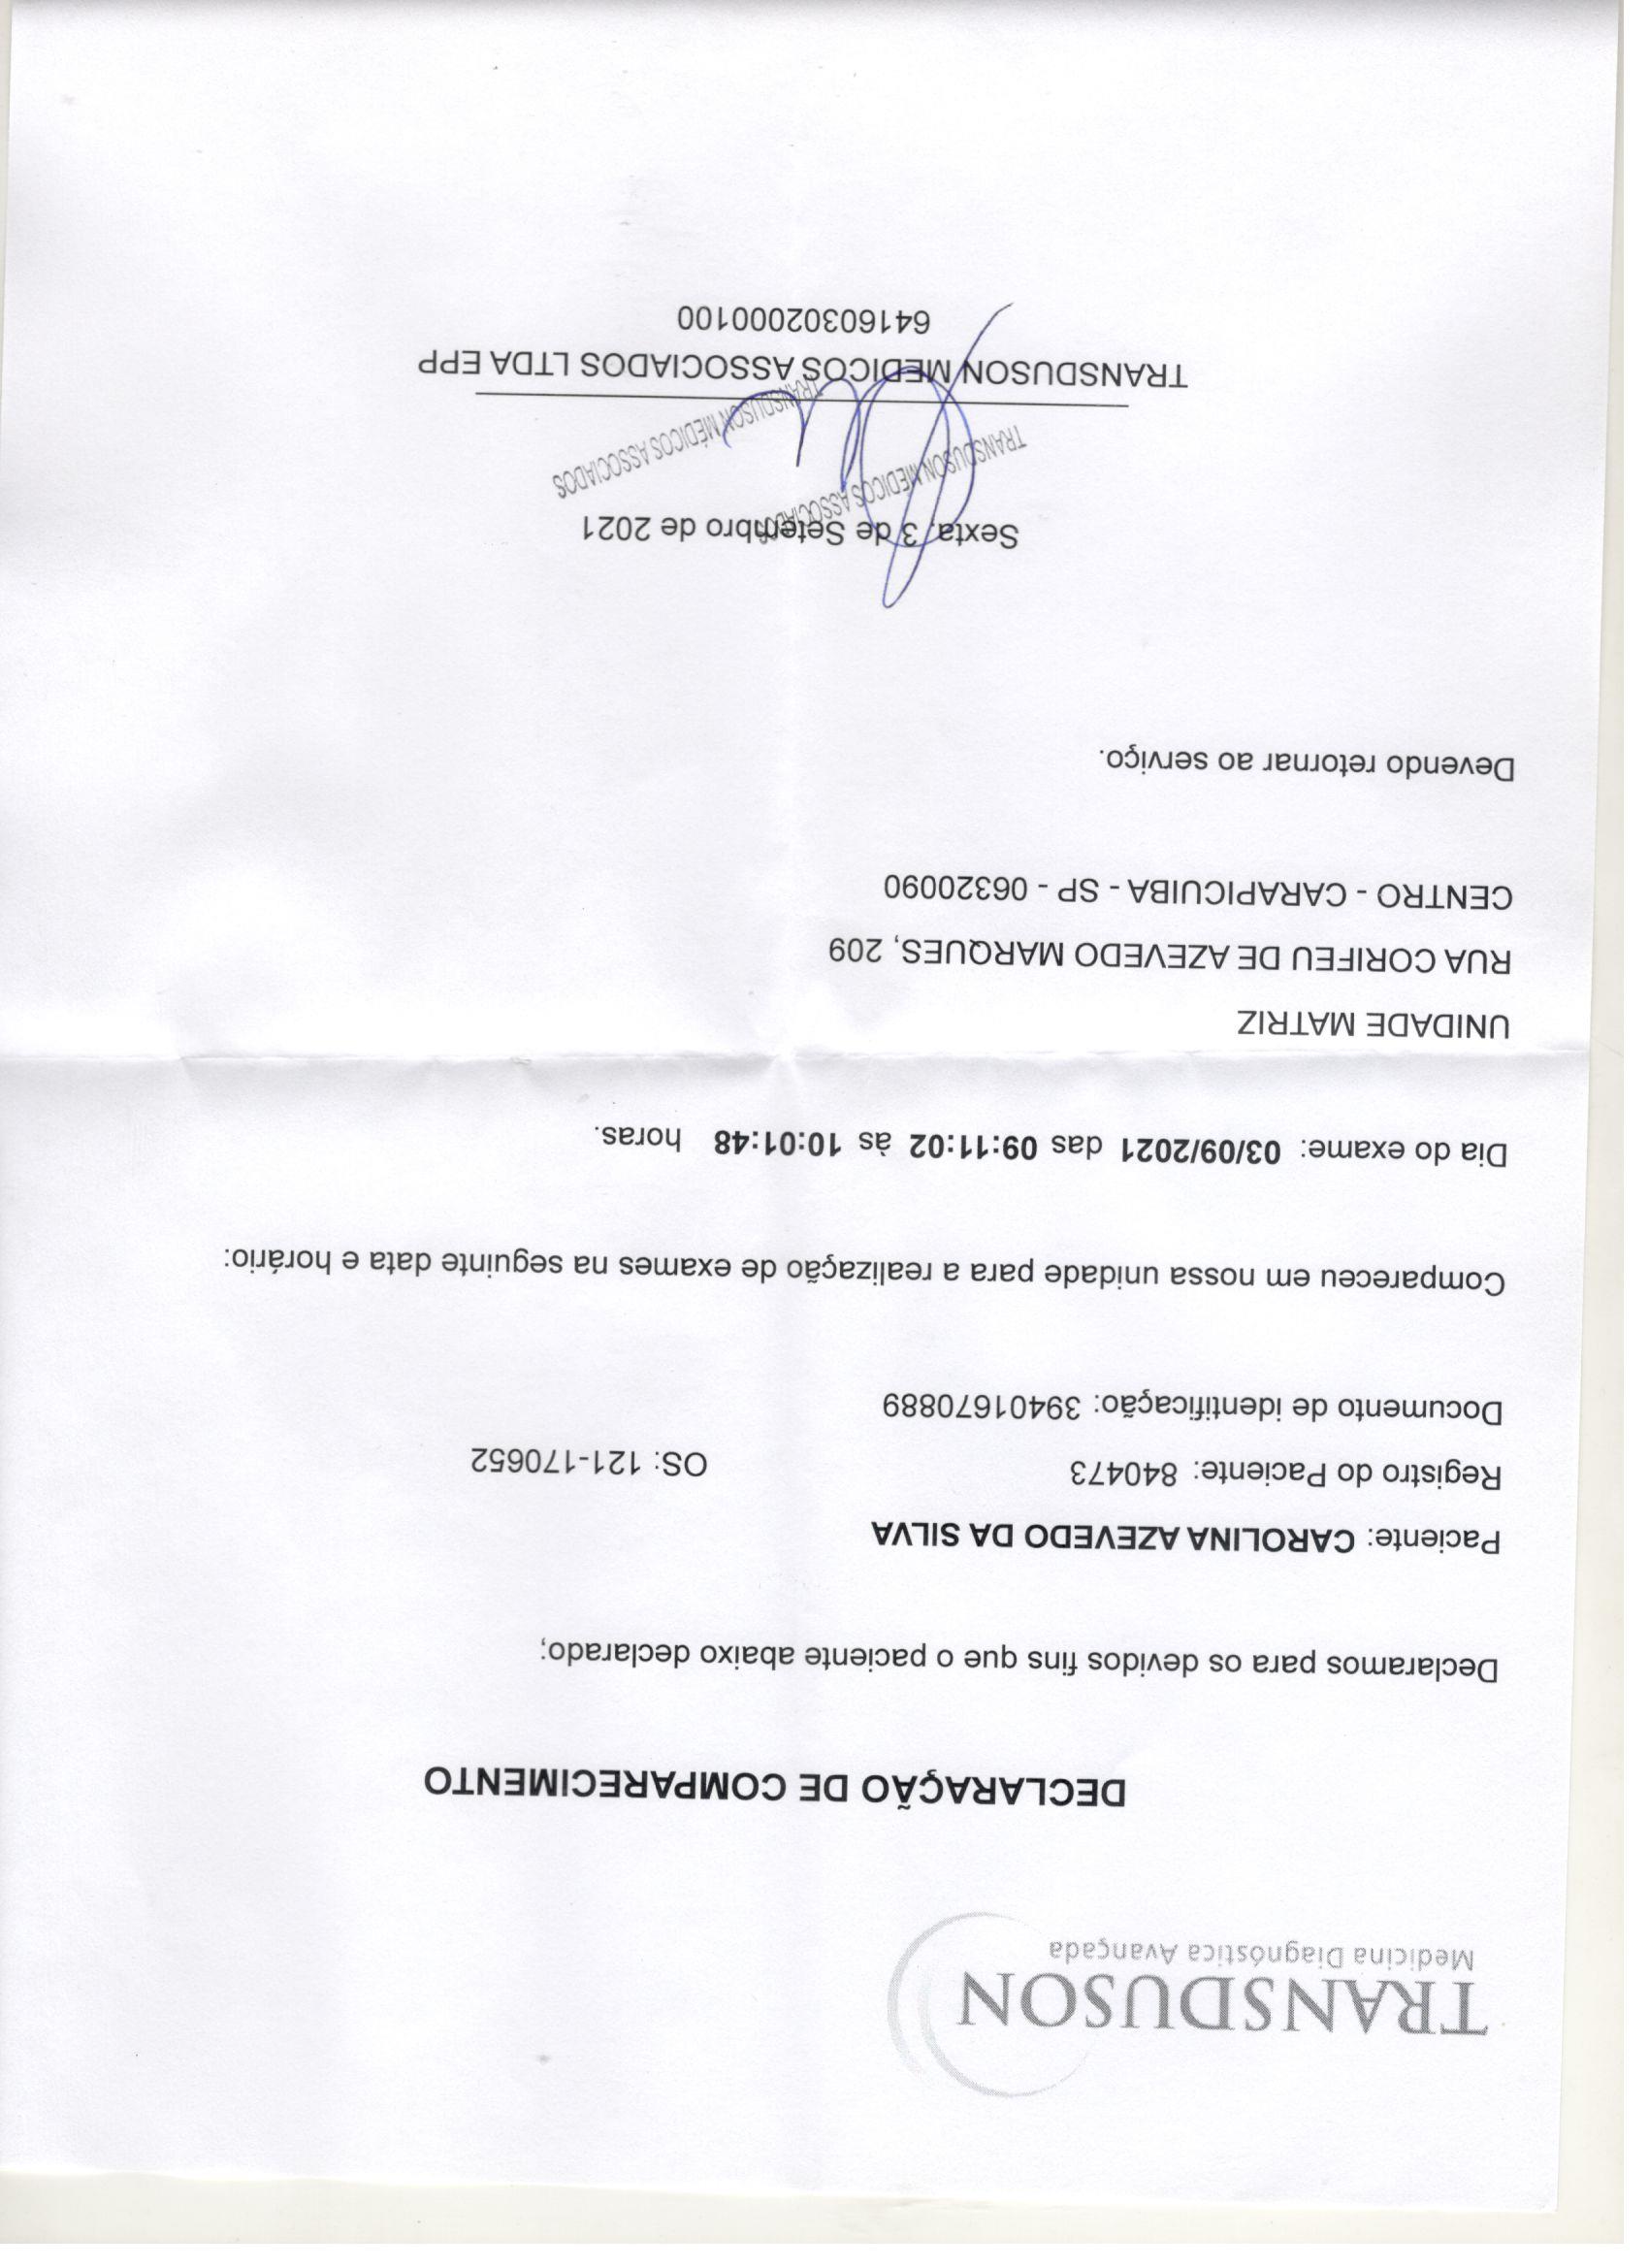 TRANSDUSON
Medicina Diagnóstica Avançada
DECLARAÇÃO DE COMPARECIMENTO
Declaramos para os devidos fins que o paciente abaixo declarado;
Paciente: CAROLINA AZEVEDO DA SILVA
Registro do Paciente: 840473 OS: 121-170652
Documento de identificação: 39401670889
Compareceu em nossa unidade para a realização de exames na seguinte data e horário:
Dia do exame: 03/09/2021 das 09:11:02 às 10:01:48 horas.
UNIDADE MATRIZ
RUA CORIFEU DE AZEVEDO MARQUES, 209
CENTRO - CARAPICUIBA - SP - 06320090
Devendo retornar ao serviço.
Sexta, 3 de Setembro de 2021
TRANSDUSON MÉDICOS ASSOCIADOS
TRANSDUSON MÉDICOS ASSOCIADOS
TRANSDUSON MEDICOS ASSOCIADOS LTDA EPP
64160302000100